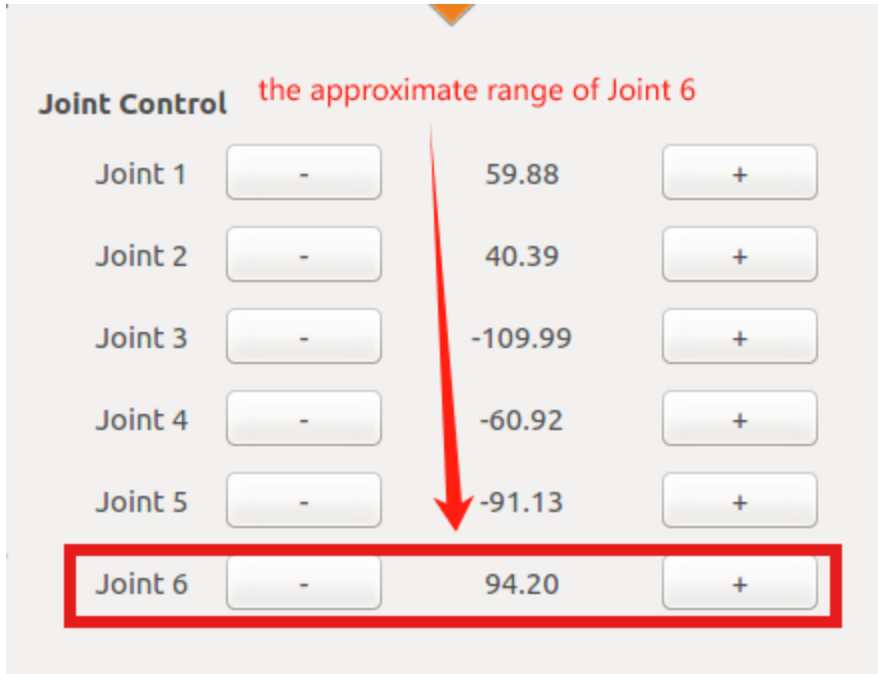 the approximate range of Joint 6
Joint Control
Joint 1 - 59.88 +
Joint 2 - 40.39 +
Joint 3 - -109.99 +
Joint 4 - -60.92 +
Joint 5 - -91.13 +
Joint 6 - 94.20 +